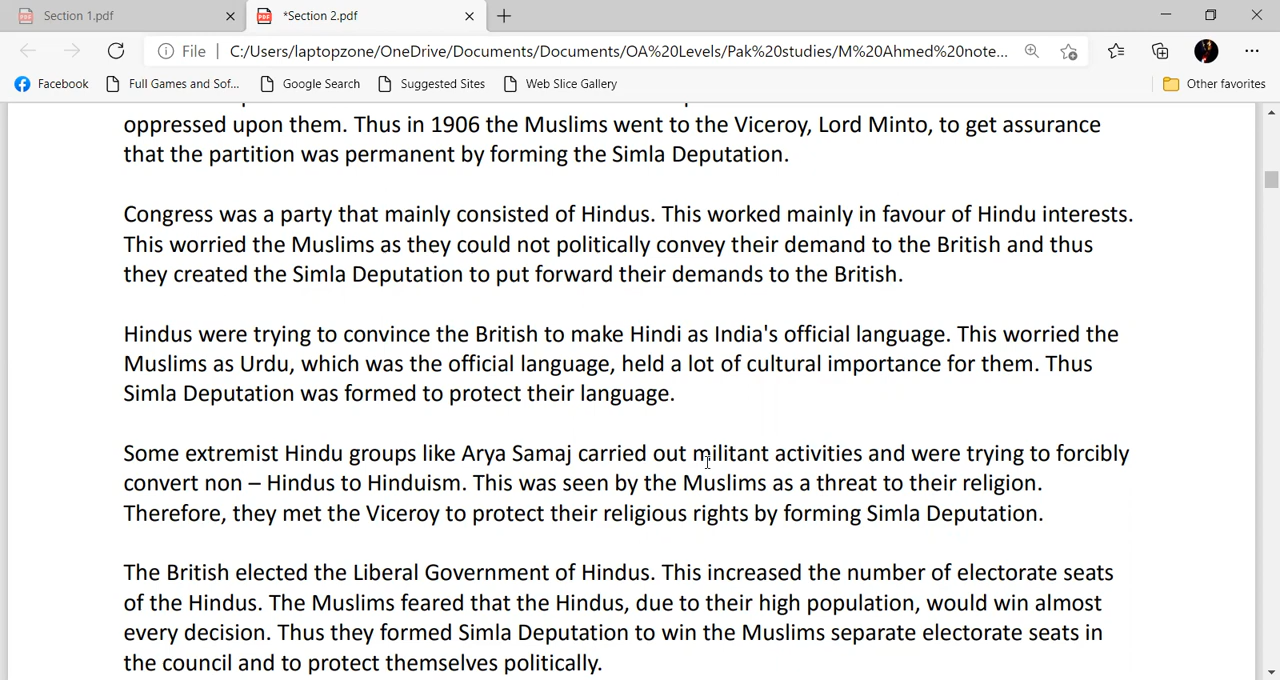 Section 1.pdf
*Section 2.pdf
File
C:/Users/laptopzone/OneDrive/Documents/Documents/OA%20Levels/Pak%20studies/M%20Ahmed%20note...
Facebook
Full Games and Sof...
Google Search
Suggested Sites
Web Slice Gallery
Other favorites
oppressed upon them. Thus in 1906 the Muslims went to the Viceroy, Lord Minto, to get assurance
that the partition was permanent by forming the Simla Deputation.
Congress was a party that mainly consisted of Hindus. This worked mainly in favour of Hindu interests.
This worried the Muslims as they could not politically convey their demand to the British and thus
they created the Simla Deputation to put forward their demands to the British.
Hindus were trying to convince the British to make Hindi as India's official language. This worried the
Muslims as Urdu, which was the official language, held a lot of cultural importance for them. Thus
Simla Deputation was formed to protect their language.
Some extremist Hindu groups like Arya Samaj carried out militant activities and were trying to forcibly
convert non – Hindus to Hinduism. This was seen by the Muslims as a threat to their religion.
Therefore, they met the Viceroy to protect their religious rights by forming Simla Deputation.
The British elected the Liberal Government of Hindus. This increased the number of electorate seats
of the Hindus. The Muslims feared that the Hindus, due to their high population, would win almost
every decision. Thus they formed Simla Deputation to win the Muslims separate electorate seats in
the council and to protect themselves politically.